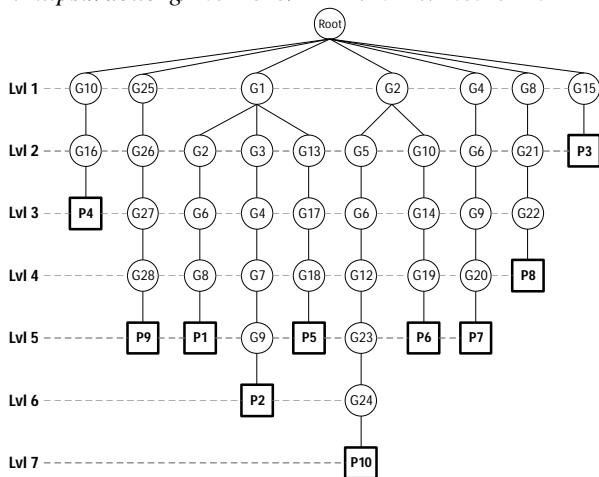 Root
Lvl 1 G10 G25 G1 G2 G4 G8 G15
Lvl 2 G16 G26 G2 G3 G13 G5 G10 G6 G21 P3
Lvl 3 P4 G27 G6 G4 G17 G6 G14 G9 G22
Lvl 4 G28 G8 G7 G18 G12 G19 G20 P8
Lvl 5 P9 P1 G9 P5 G23 P6 P7
Lvl 6 P2 G24
Lvl 7 P10